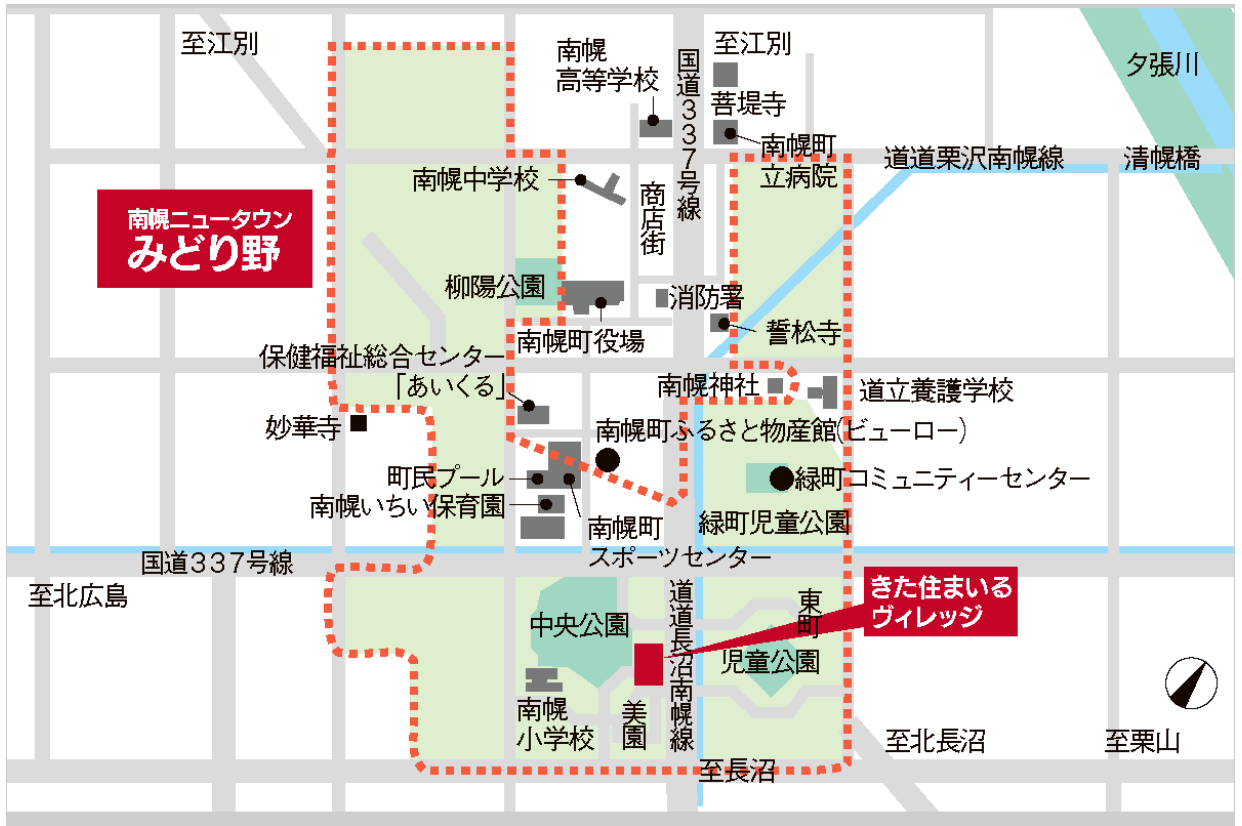 至江別
南幌
高等学校
国道337号線
至江別
菩堤寺
南幌町
立病院
夕張川
道道栗沢南幌線
清幌橋
南幌中学校
商店街
南幌ニュータウン
みどり野
柳陽公園
消防署
誓松寺
南幌町役場
保健福祉総合センター
「あいくる」
南幌神社
道立養護学校
妙華寺
南幌町ふるさと物産館(ビューロー)
町民プール
緑町コミュニティーセンター
南幌いちい保育園
南幌町
スポーツセンター
緑町児童公園
国道337号線
至北広島
きた住まいる
ヴィレッジ
中央公園
道道長沼南幌線
東町
児童公園
南幌
小学校
美園
至長沼
至北長沼
至栗山